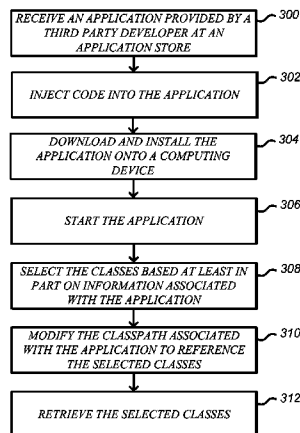 300
RECEIVE AN APPLICATION PROVIDED BY A
THIRD PARTY DEVELOPER AT AN
APPLICATION STORE
302
INJECT CODE INTO THE APPLICATION
304
DOWNLOAD AND INSTALL THE
APPLICATION ONTO A COMPUTING
DEVICE
306
START THE APPLICATION
308
SELECT THE CLASSES BASED AT LEAST IN
PART ON INFORMATION ASSOCIATED
WITH THE APPLICATION
310
MODIFY THE CLASSPATH ASSOCIATED
WITH THE APPLICATION TO REFERENCE
THE SELECTED CLASSES
312
RETRIEVE THE SELECTED CLASSES